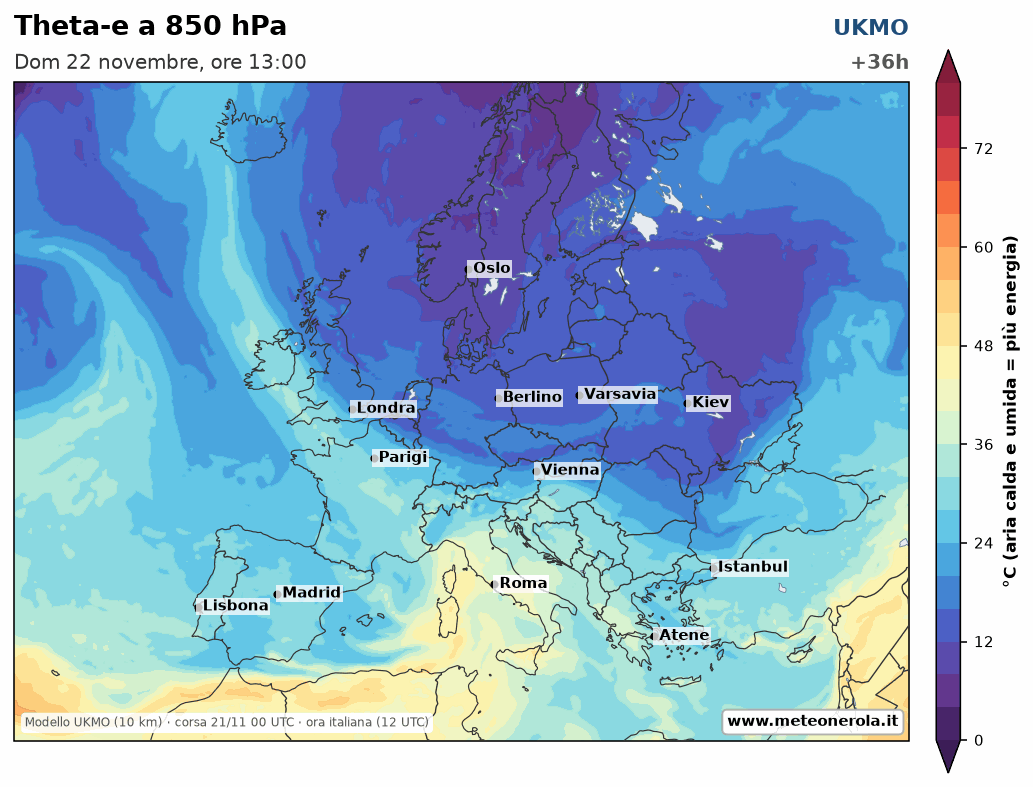 Theta-e a 850 hPa
UKMO
Dom 22 novembre, ore 13:00
+36h
72
60
48
36
24
12
0
°C (aria calda e umida = più energia)
Oslo
Berlino
Varsavia
Kiev
Londra
Parigi
Vienna
Istanbul
Roma
Madrid
Lisbona
Atene
Modello UKMO (10 km) · corsa 21/11 00 UTC · ora italiana (12 UTC)
www.meteonerola.it